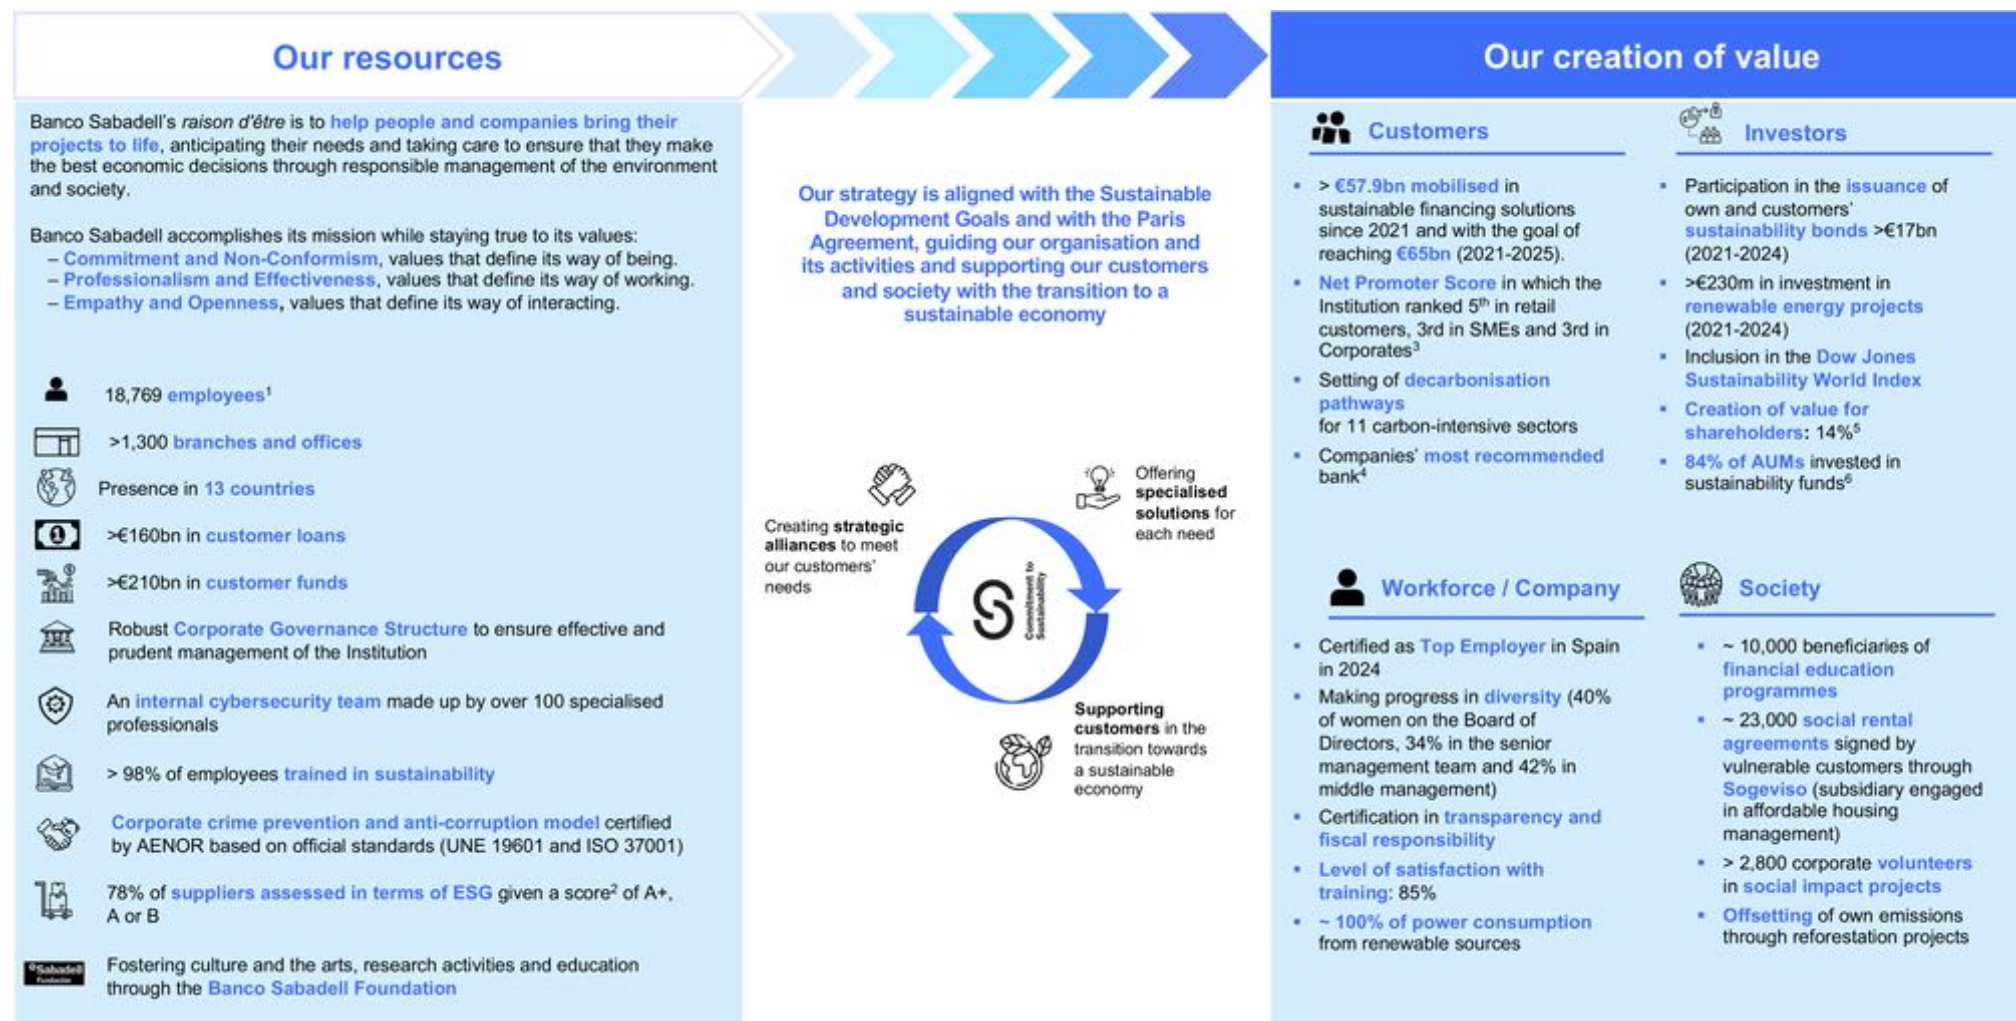 Our resources
Banco Sabadell's raison d'être is to help people and companies bring their
projects to life, anticipating their needs and taking care to ensure that they make
the best economic decisions through responsible management of the environment
and society.
Banco Sabadell accomplishes its mission while staying true to its values:
– Commitment and Non-Conformism, values that define its way of being.
– Professionalism and Effectiveness, values that define its way of working.
– Empathy and Openness, values that define its way of interacting.
18,769 employees¹
>1,300 branches and offices
Presence in 13 countries
>€160bn in customer loans
>€210bn in customer funds
Robust Corporate Governance Structure to ensure effective and
prudent management of the Institution
An internal cybersecurity team made up by over 100 specialised
professionals
> 98% of employees trained in sustainability
Corporate crime prevention and anti-corruption model certified
by AENOR based on official standards (UNE 19601 and ISO 37001)
78% of suppliers assessed in terms of ESG given a score² of A+,
A or B
Sabadell
Fundación
Fostering culture and the arts, research activities and education
through the Banco Sabadell Foundation
Our strategy is aligned with the Sustainable
Development Goals and with the Paris
Agreement, guiding our organisation and
its activities and supporting our customers
and society with the transition to a
sustainable economy
Creating strategic
alliances to meet
our customers'
needs
Offering
specialised
solutions for
each need
Commitment to
Sustainability
Supporting
customers in the
transition towards
a sustainable
economy
Our creation of value
Customers
▪ > €57.9bn mobilised in
sustainable financing solutions
since 2021 and with the goal of
reaching €65bn (2021-2025).
▪ Net Promoter Score in which the
Institution ranked 5th in retail
customers, 3rd in SMEs and 3rd in
Corporates³
▪ Setting of decarbonisation
pathways
for 11 carbon-intensive sectors
▪ Companies' most recommended
bank⁴
Investors
▪ Participation in the issuance of
own and customers'
sustainability bonds >€17bn
(2021-2024)
▪ >€230m in investment in
renewable energy projects
(2021-2024)
▪ Inclusion in the Dow Jones
Sustainability World Index
▪ Creation of value for
shareholders: 14%⁵
▪ 84% of AUMs invested in
sustainability funds⁶
Workforce / Company
▪ Certified as Top Employer in Spain
in 2024
▪ Making progress in diversity (40%
of women on the Board of
Directors, 34% in the senior
management team and 42% in
middle management)
▪ Certification in transparency and
fiscal responsibility
▪ Level of satisfaction with
training: 85%
▪ ~ 100% of power consumption
from renewable sources
Society
▪ ~ 10,000 beneficiaries of
financial education
programmes
▪ ~ 23,000 social rental
agreements signed by
vulnerable customers through
Sogeviso (subsidiary engaged
in affordable housing
management)
▪ > 2,800 corporate volunteers
in social impact projects
▪ Offsetting of own emissions
through reforestation projects